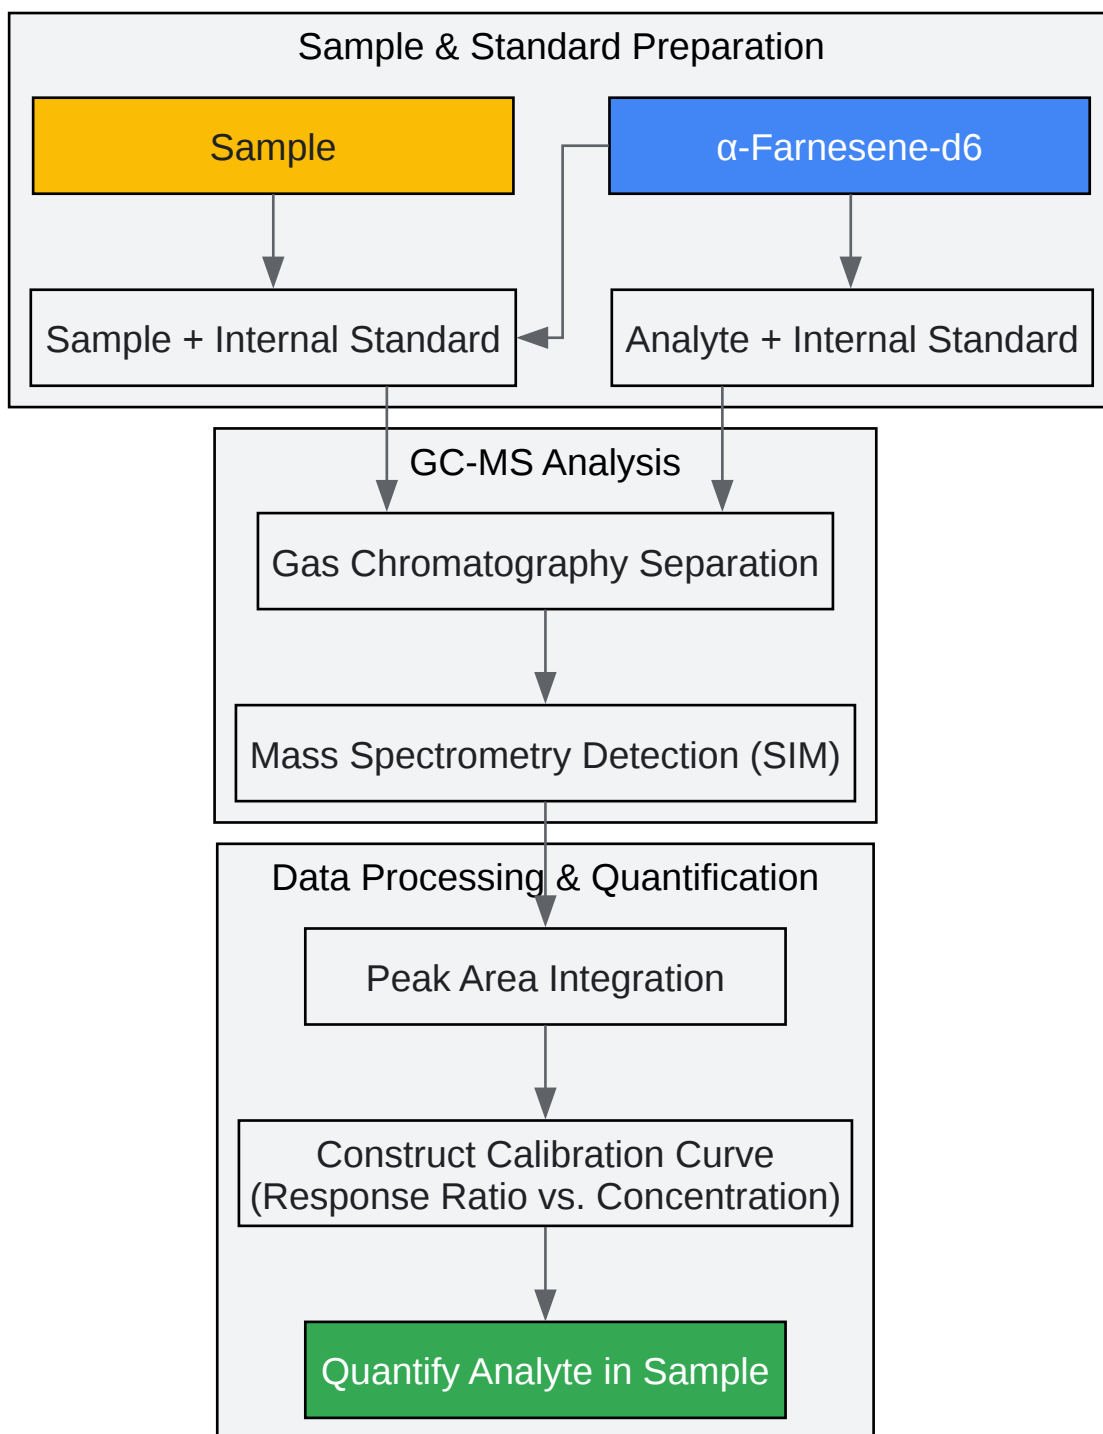 Sample & Standard Preparation
Sample
α-Farnesene-d6
Sample + Internal Standard
Analyte + Internal Standard
GC-MS Analysis
Gas Chromatography Separation
Mass Spectrometry Detection (SIM)
Data Processing & Quantification
Peak Area Integration
Construct Calibration Curve
(Response Ratio vs. Concentration)
Quantify Analyte in Sample